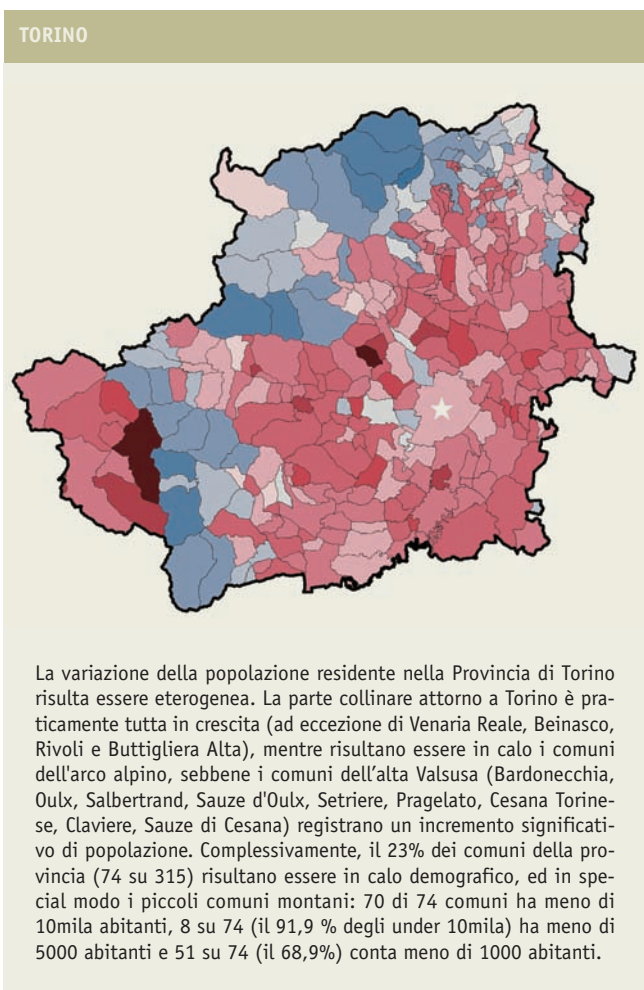 TORINO
La variazione della popolazione residente nella Provincia di Torino
risulta essere eterogenea. La parte collinare attorno a Torino è pra-
ticamente tutta in crescita (ad eccezione di Venaria Reale, Beinasco,
Rivoli e Buttigliera Alta), mentre risultano essere in calo i comuni
dell'arco alpino, sebbene i comuni dell’alta Valsusa (Bardonecchia,
Oulx, Salbertrand, Sauze d'Oulx, Setriere, Pragelato, Cesana Torine-
se, Claviere, Sauze di Cesana) registrano un incremento significati-
vo di popolazione. Complessivamente, il 23% dei comuni della pro-
vincia (74 su 315) risultano essere in calo demografico, ed in spe-
cial modo i piccoli comuni montani: 70 di 74 comuni ha meno di
10mila abitanti, 8 su 74 (il 91,9 % degli under 10mila) ha meno di
5000 abitanti e 51 su 74 (il 68,9%) conta meno di 1000 abitanti.